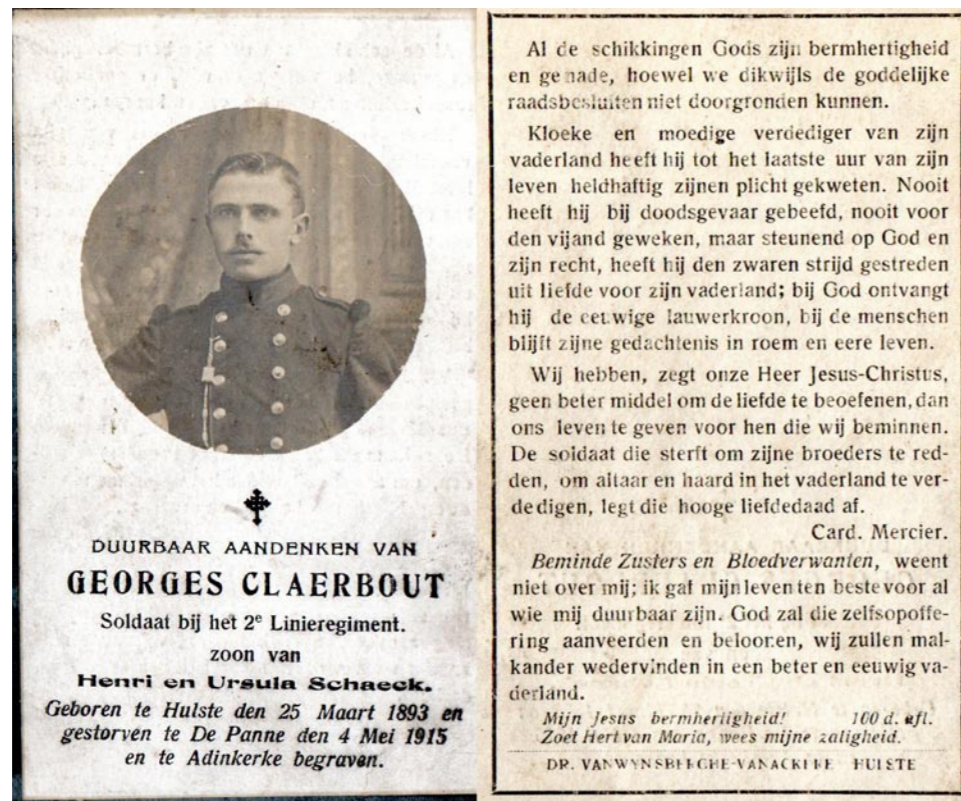 DUURBAAR AANDENKEN VAN
GEORGES CLAERBOUT
Soldaat bij het 2e Linieregiment.
zoon van
Henri en Ursula Schaeck.
Geboren te Hulste den 25 Maart 1893 en
gestorven te De Panne den 4 Mei 1915
en te Adinkerke begraven.
Al de schikkingen Gods zijn bermhertigheid
en genade, hoewel we dikwijls de goddelijke
raadsbesluiten niet doorgronden kunnen.
Kloeke en moedige verdediger van zijn
vaderland heeft hij tot het laatste uur van zijn
leven heldhaftig zijnen plicht gekweten. Nooit
heeft hij bij doodsgevaar gebeefd, nooit voor
den vijand geweken, maar steunend op God en
zijn recht, heeft hij den zwaren strijd gestreden
uit liefde voor zijn vaderland; bij God ontvangt
hij de eeuwige lauwerkroon, bij de menschen
blijft zijne gedachtenis in roem en eere leven.
Wij hebben, zegt onze Heer Jesus-Christus,
geen beter middel om de liefde te beoefenen, dan
ons leven te geven voor hen die wij beminnen.
De soldaat die sterft om zijne broeders te red-
den, om altaar en haard in het vaderland te ver-
dedigen, legt die hooge liefdedaad af.
Card. Mercier.
Beminde Zusters en Bloedverwanten, weent
niet over mij; ik gaf mijn leven ten beste voor al
wie mij duurbaar zijn. God zal die zelfsopoffe-
ring aanveerden en beloonen, wij zullen mal-
kander wedervinden in een beter en eeuwig va-
derland.
Mijn Jesus bermhertigheid! 100 d. afl.
Zoet Hert van Maria, wees mijne zaligheid.
DR. VANWYNSBERGHE-VANACKERE HULSTE